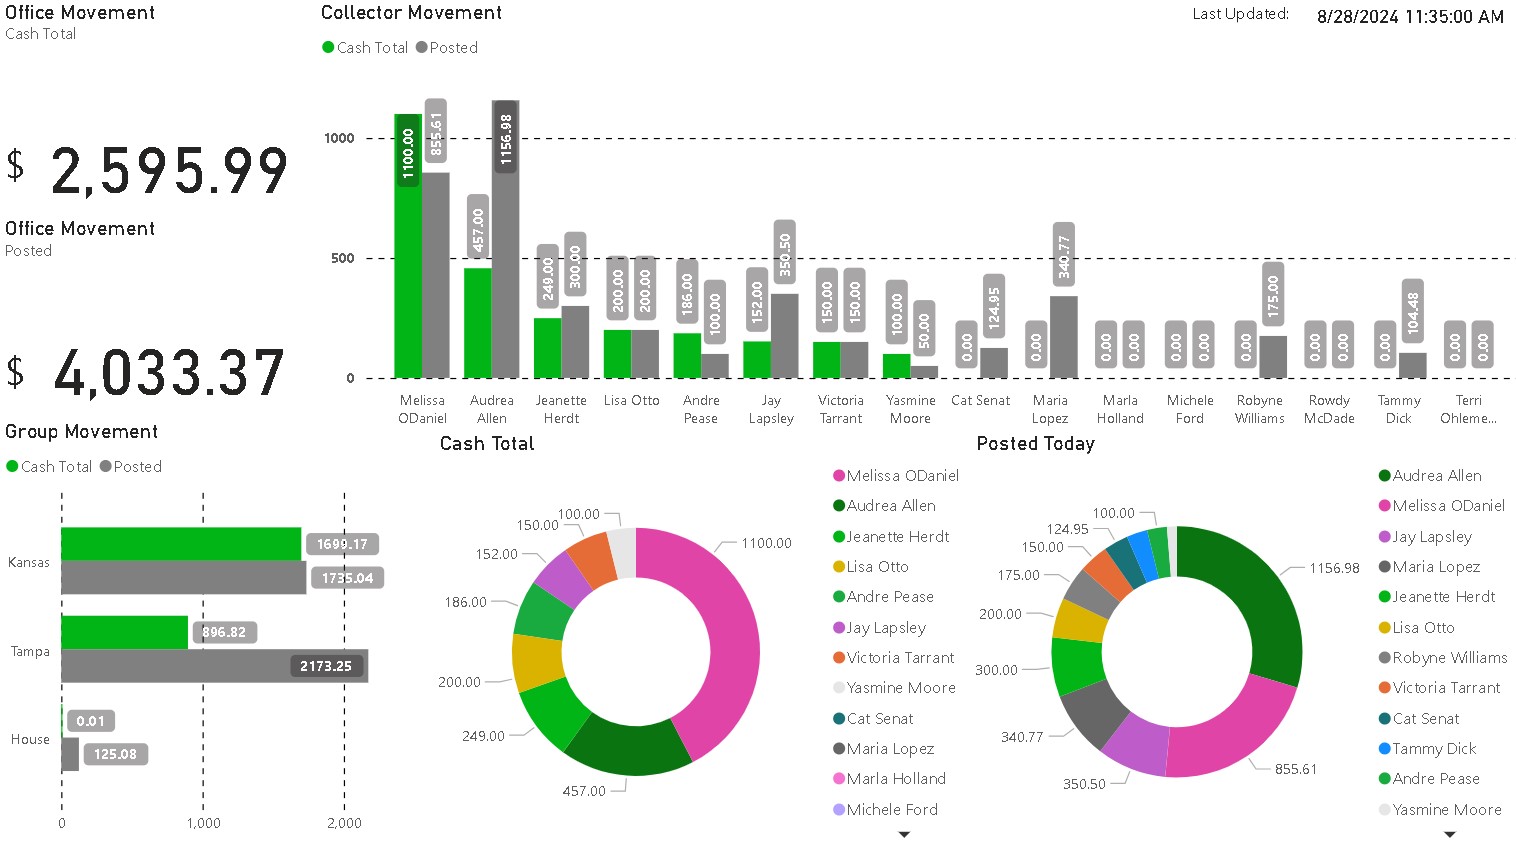 Office Movement
Cash Total
$ 2,595.99
Office Movement
Posted
$ 4,033.37
Collector Movement
Cash Total Posted
Last Updated: 8/28/2024 11:35:00 AM
1000
500
0
1100.00
855.61
457.00
1156.98
249.00
300.00
200.00
200.00
186.00
100.00
152.00
350.50
150.00
150.00
100.00
50.00
0.00
124.95
0.00
340.77
0.00
0.00
0.00
0.00
0.00
175.00
0.00
0.00
0.00
104.48
0.00
0.00
Melissa
ODaniel
Audrea
Allen
Jeanette
Herdt
Lisa Otto
Andre
Pease
Jay
Lapsley
Victoria
Tarrant
Yasmine
Moore
Cat Senat
Maria
Lopez
Marla
Holland
Michele
Ford
Robyne
Williams
Rowdy
McDade
Tammy
Dick
Terri
Ohleme...
Group Movement
Cash Total Posted
Kansas
1699.17
1735.04
Tampa
896.82
2173.25
House
0.01
125.08
0
1,000
2,000
Cash Total
1100.00
457.00
249.00
200.00
186.00
152.00
150.00
100.00
Melissa ODaniel
Audrea Allen
Jeanette Herdt
Lisa Otto
Andre Pease
Jay Lapsley
Victoria Tarrant
Yasmine Moore
Cat Senat
Maria Lopez
Marla Holland
Michele Ford
Posted Today
1156.98
855.61
350.50
340.77
300.00
200.00
175.00
150.00
124.95
100.00
Audrea Allen
Melissa ODaniel
Jay Lapsley
Maria Lopez
Jeanette Herdt
Lisa Otto
Robyne Williams
Victoria Tarrant
Cat Senat
Tammy Dick
Andre Pease
Yasmine Moore